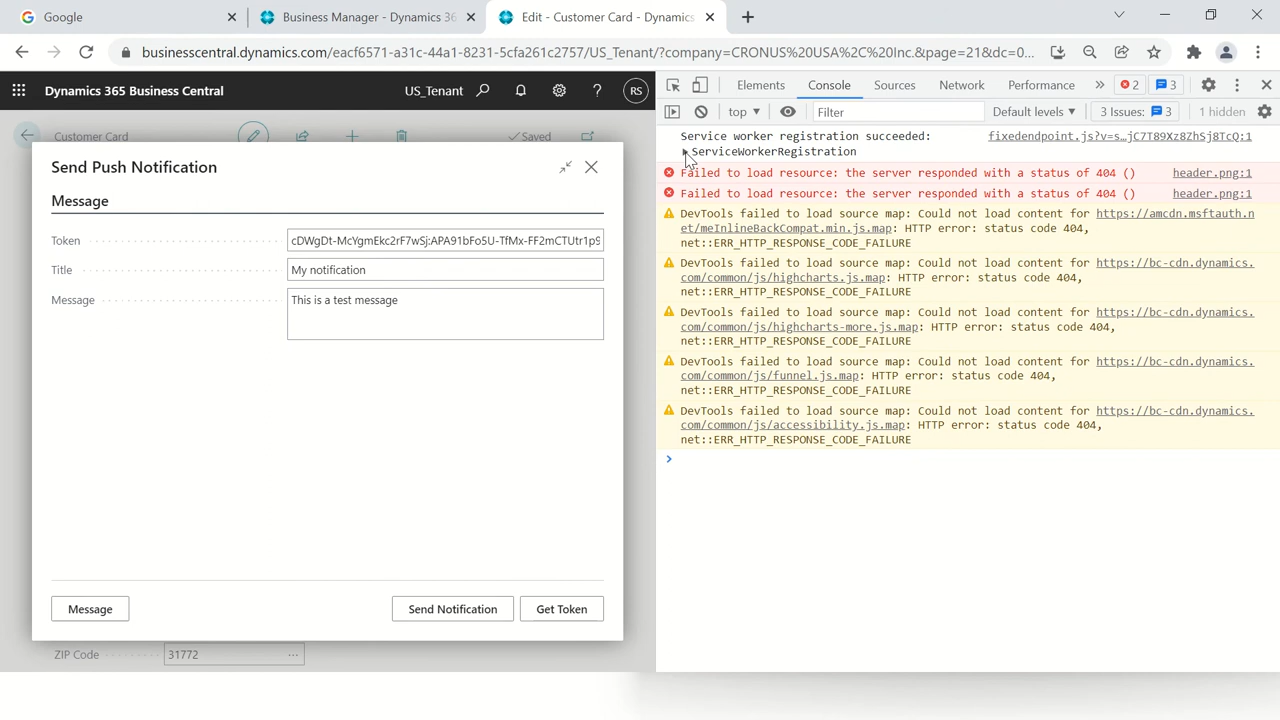 Google
Business Manager - Dynamics 36
Edit - Customer Card - Dynamics
businesscentral.dynamics.com/eacf6571-a31c-44a1-8231-5cfa261c2757/US_Tenant/?company=CRONUS%20USA%2C%20Inc.&page=21&dc=0...
Dynamics 365 Business Central
US_Tenant
RS
Customer Card
Saved
Send Push Notification
Message
Token
cDWgDt-McYgmEkc2rF7wSj:APA91bFo5U-TfMx-FF2mCTUtr1p9
Title
My notification
Message
This is a test message
Message
Send Notification
Get Token
ZIP Code
31772
...
Elements
Console
Sources
Network
Performance
»
2
3
top
Filter
Default levels
3 Issues:
3
1 hidden
Service worker registration succeeded:
fixedendpoint.js?v=s…jC7T89Xz8ZhSj8TcQ:1
ServiceWorkerRegistration
Failed to load resource: the server responded with a status of 404 ()
header.png:1
Failed to load resource: the server responded with a status of 404 ()
header.png:1
DevTools failed to load source map: Could not load content for https://amcdn.msftauth.n
et/meInlineBackCompat.min.js.map: HTTP error: status code 404,
net::ERR_HTTP_RESPONSE_CODE_FAILURE
DevTools failed to load source map: Could not load content for https://bc-cdn.dynamics.
com/common/js/highcharts.js.map: HTTP error: status code 404,
net::ERR_HTTP_RESPONSE_CODE_FAILURE
DevTools failed to load source map: Could not load content for https://bc-cdn.dynamics.
com/common/js/highcharts-more.js.map: HTTP error: status code 404,
net::ERR_HTTP_RESPONSE_CODE_FAILURE
DevTools failed to load source map: Could not load content for https://bc-cdn.dynamics.
com/common/js/funnel.js.map: HTTP error: status code 404,
net::ERR_HTTP_RESPONSE_CODE_FAILURE
DevTools failed to load source map: Could not load content for https://bc-cdn.dynamics.
com/common/js/accessibility.js.map: HTTP error: status code 404,
net::ERR_HTTP_RESPONSE_CODE_FAILURE